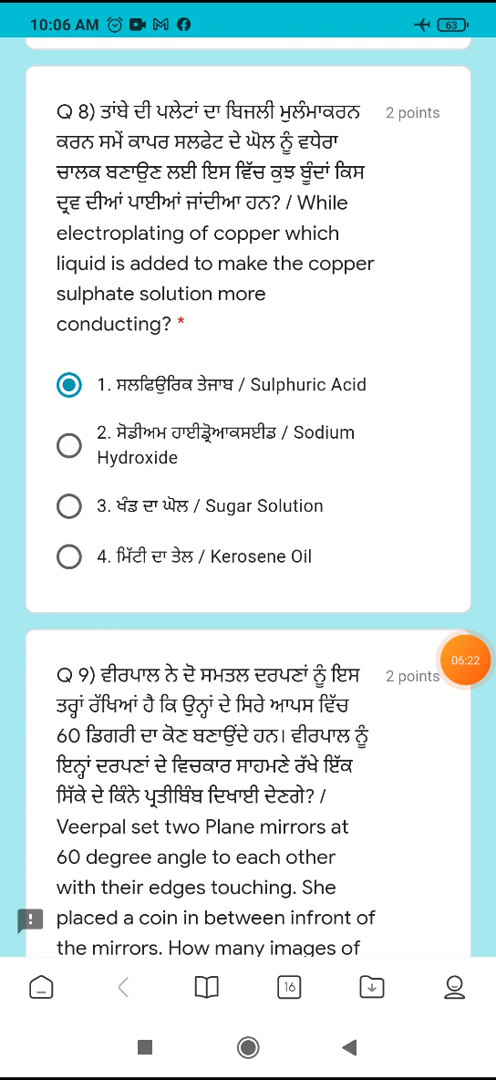 10:06 AM
63
Q 8) ਤਾਂਬੇ ਦੀ ਪਲੇਟਾਂ ਦਾ ਬਿਜਲੀ ਮੁਲੰਮਾਕਰਨ
2 points
ਕਰਨ ਸਮੇਂ ਕਾਪਰ ਸਲਫੇਟ ਦੇ ਘੋਲ ਨੂੰ ਵਧੇਰਾ
ਚਾਲਕ ਬਣਾਉਣ ਲਈ ਇਸ ਵਿੱਚ ਕੁਝ ਬੂੰਦਾਂ ਕਿਸ
ਦ੍ਰਵ ਦੀਆਂ ਪਾਈਆਂ ਜਾਂਦੀਆ ਹਨ? / While
electroplating of copper which
liquid is added to make the copper
sulphate solution more
conducting? *
1. ਸਲਫਿਊਰਿਕ ਤੇਜਾਬ / Sulphuric Acid
2. ਸੋਡੀਅਮ ਹਾਈਡ੍ਰੋਆਕਸਈਡ / Sodium
Hydroxide
3. ਖੰਡ ਦਾ ਘੋਲ / Sugar Solution
4. ਮਿੱਟੀ ਦਾ ਤੇਲ / Kerosene Oil
06:22
Q 9) ਵੀਰਪਾਲ ਨੇ ਦੋ ਸਮਤਲ ਦਰਪਣਾਂ ਨੂੰ ਇਸ
2 points
ਤਰ੍ਹਾਂ ਰੱਖਿਆਂ ਹੈ ਕਿ ਉਨ੍ਹਾਂ ਦੇ ਸਿਰੇ ਆਪਸ ਵਿੱਚ
60 ਡਿਗਰੀ ਦਾ ਕੋਣ ਬਣਾਉਂਦੇ ਹਨ। ਵੀਰਪਾਲ ਨੂੰ
ਇਨ੍ਹਾਂ ਦਰਪਣਾਂ ਦੇ ਵਿਚਕਾਰ ਸਾਹਮਣੇ ਰੱਖੇ ਇੱਕ
ਸਿੱਕੇ ਦੇ ਕਿੰਨੇ ਪ੍ਰਤੀਬਿੰਬ ਦਿਖਾਈ ਦੇਣਗੇ? /
Veerpal set two Plane mirrors at
60 degree angle to each other
with their edges touching. She
placed a coin in between infront of
the mirrors. How many images of
16